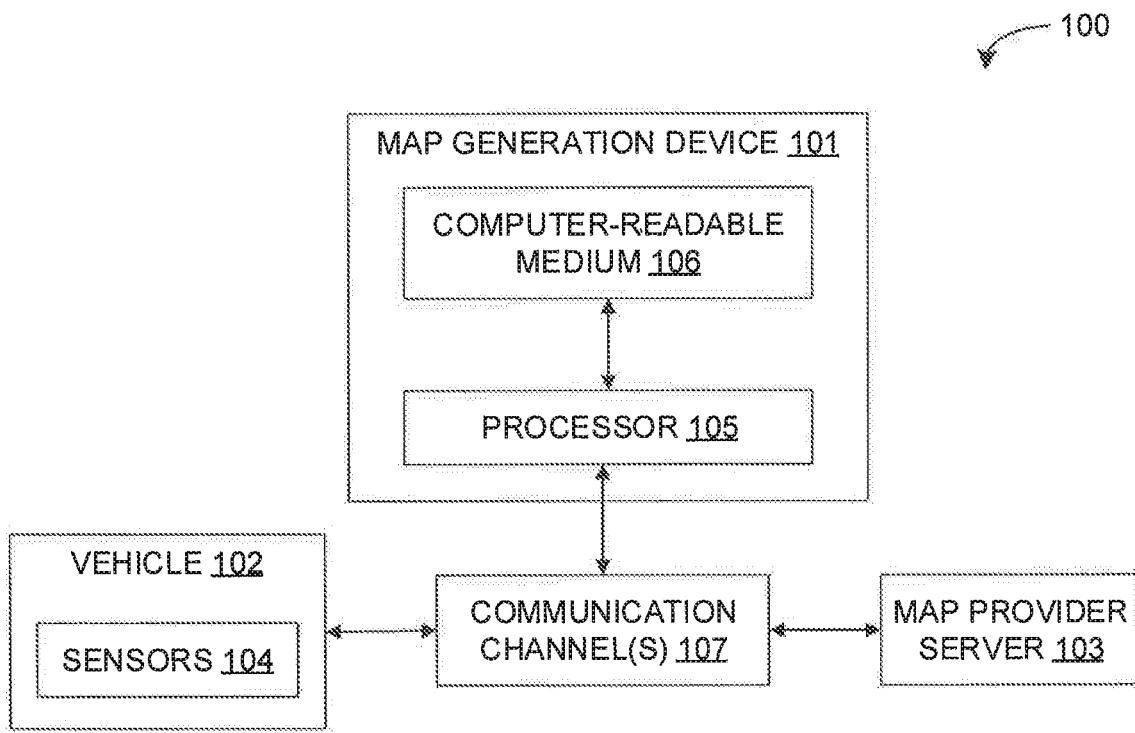 100
MAP GENERATION DEVICE 101
COMPUTER-READABLE
MEDIUM 106
PROCESSOR 105
VEHICLE 102
SENSORS 104
COMMUNICATION
CHANNEL(S) 107
MAP PROVIDER
SERVER 103